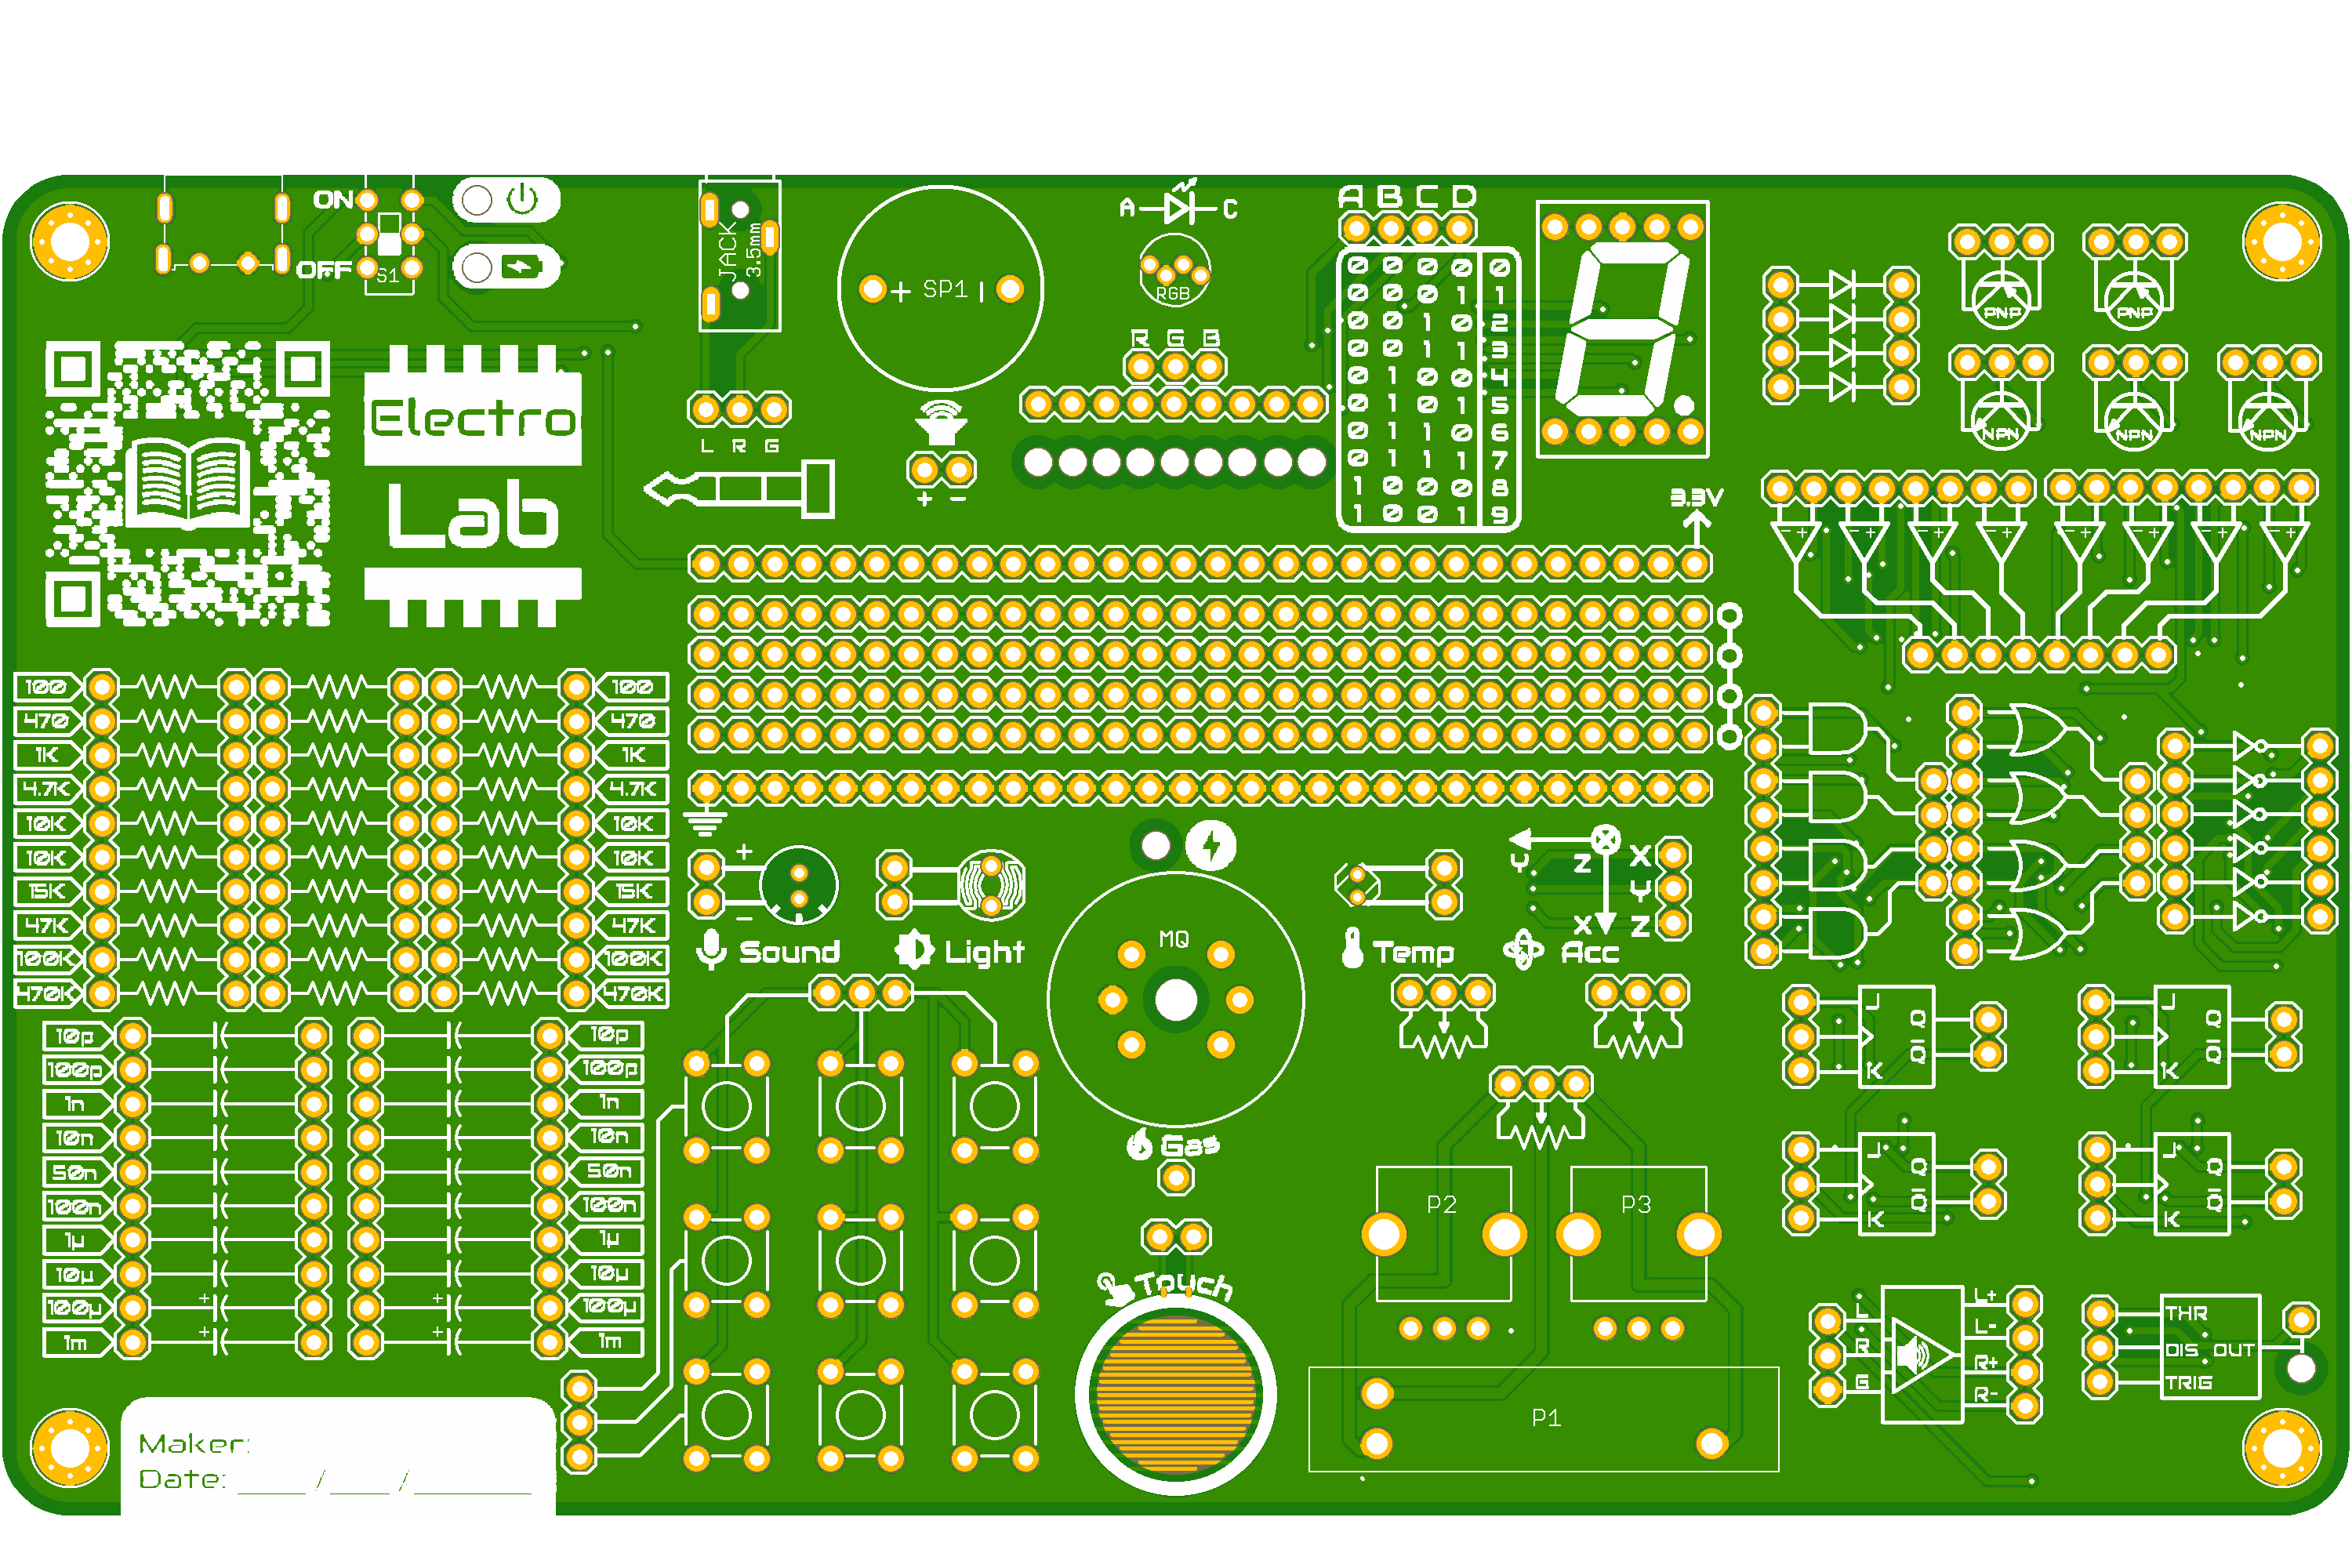 ON
OFF
S1
JACK
3.5mm
L R G
+ SP1 -
+ -
A C
RGB
R G B
A B C D
0 0 0 0 0
0 0 0 1 1
0 0 1 0 2
0 0 1 1 3
0 1 0 0 4
0 1 0 1 5
0 1 1 0 6
0 1 1 1 7
1 0 0 0 8
1 0 0 1 9
3.3V
PNP PNP
NPN NPN NPN
- + - + - + - + - + - + - + - +
Electro
Lab
100 100
470 470
1K 1K
4.7K 4.7K
10K 10K
10K 10K
15K 15K
47K 47K
100K 100K
470K 470K
10p 10p
100p 100p
1n 1n
10n 10n
50n 50n
100n 100n
1µ 1µ
10µ 10µ
100µ + + 100µ
1m + + 1m
Maker:
Date: ____ /____ /_______
+
-
Sound
Light
MQ
Gas
Touch
Temp
Y Z X
X
Y
Z
Acc
P2
P3
P1
J Q
K Q
J Q
K Q
J Q
K Q
J Q
K Q
L L+
L-
R R+
G R-
THR
DIS OUT
TRIG